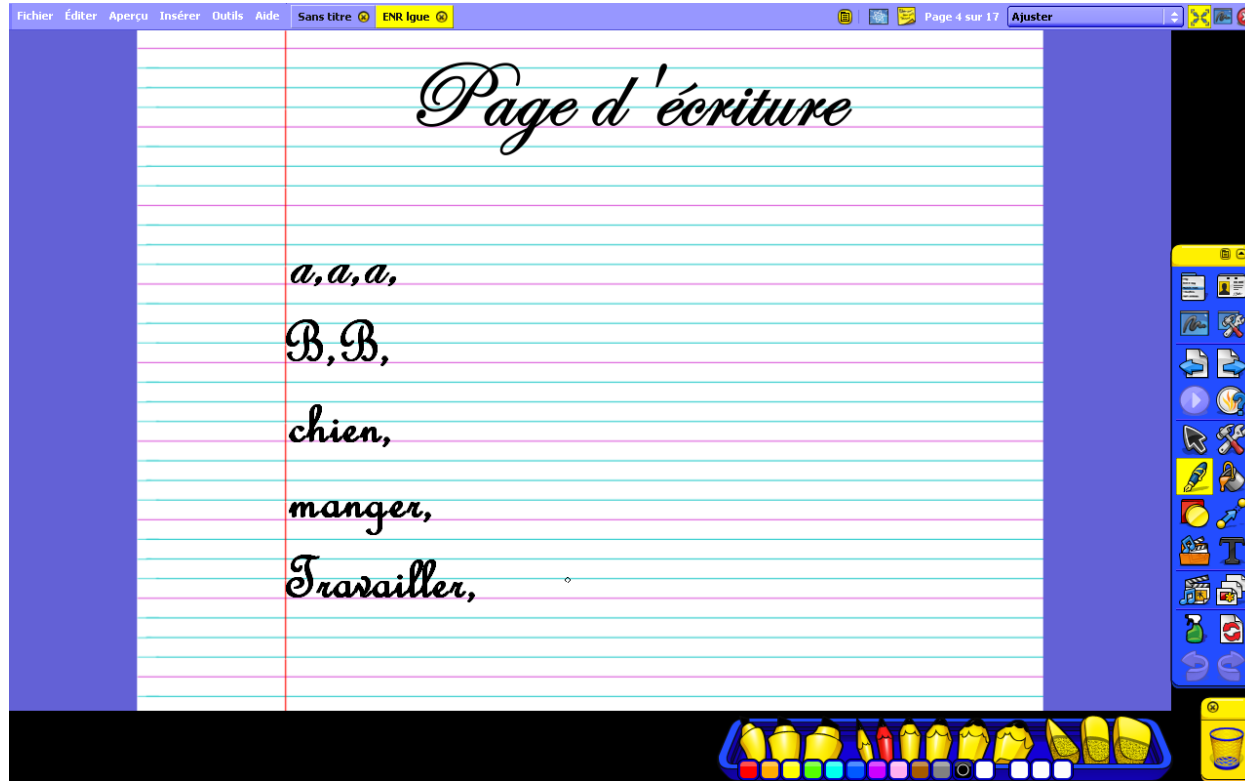 Fichier Éditer Aperçu Insérer Outils Aide Sans titre ENR lgue Page 4 sur 17 Ajuster
Page d'écriture
a, a, a,
B, B,
chien,
manger,
Travailler,